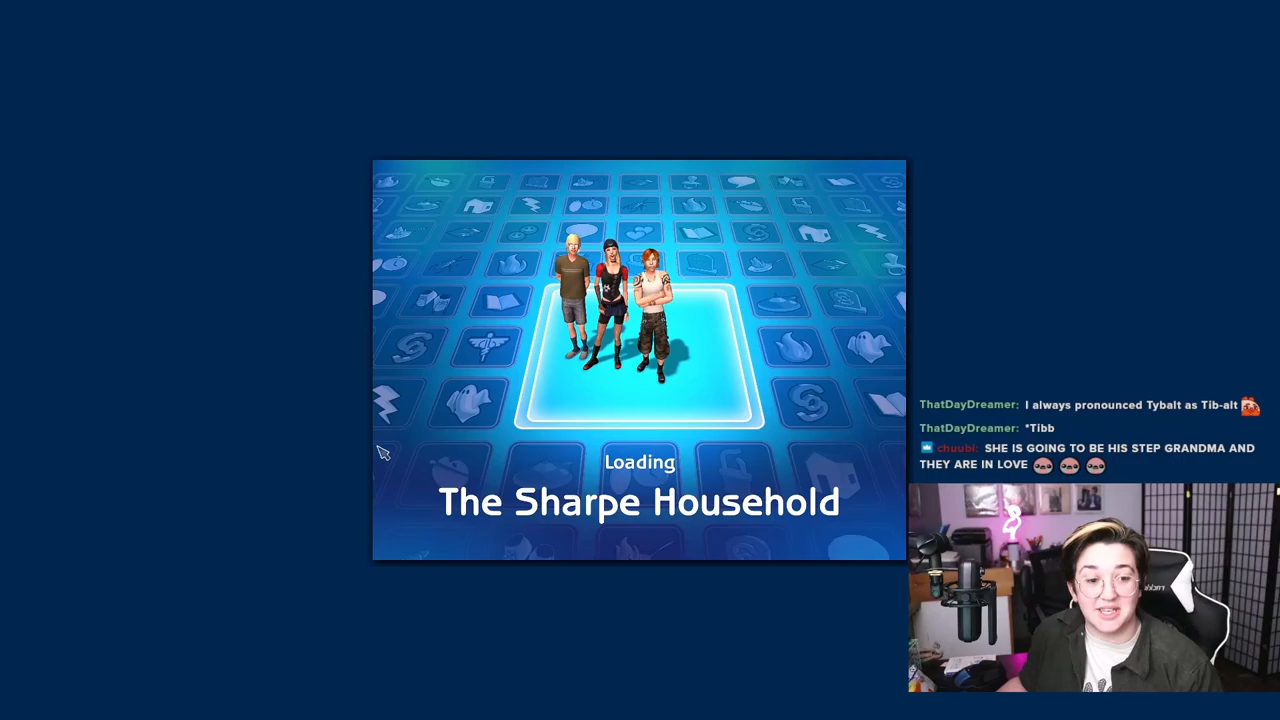 Loading
The Sharpe Household
ThatDayDreamer: I always pronounced Tybalt as Tib-alt
ThatDayDreamer: *Tibb
chuubi: SHE IS GOING TO BE HIS STEP GRANDMA AND
THEY ARE IN LOVE